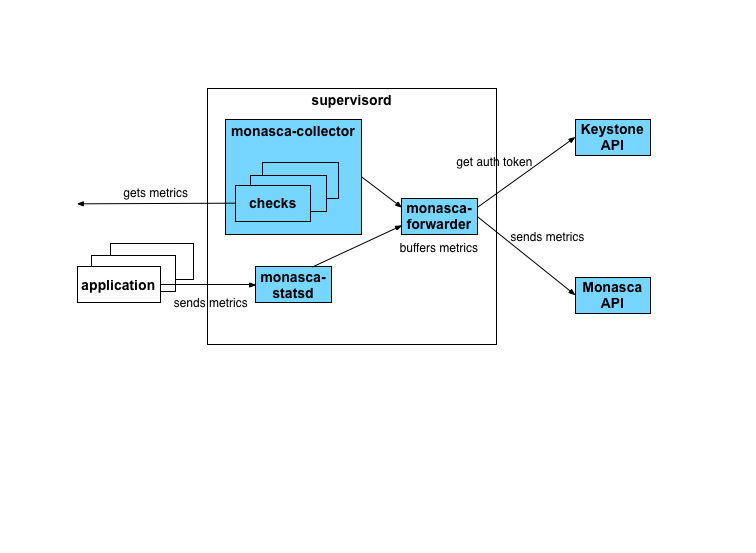 supervisord
monasca-collector
Keystone
API
get auth token
gets metrics
checks
monasca-
forwarder
buffers metrics
sends metrics
application
monasca-
statsd
sends metrics
Monasca
API